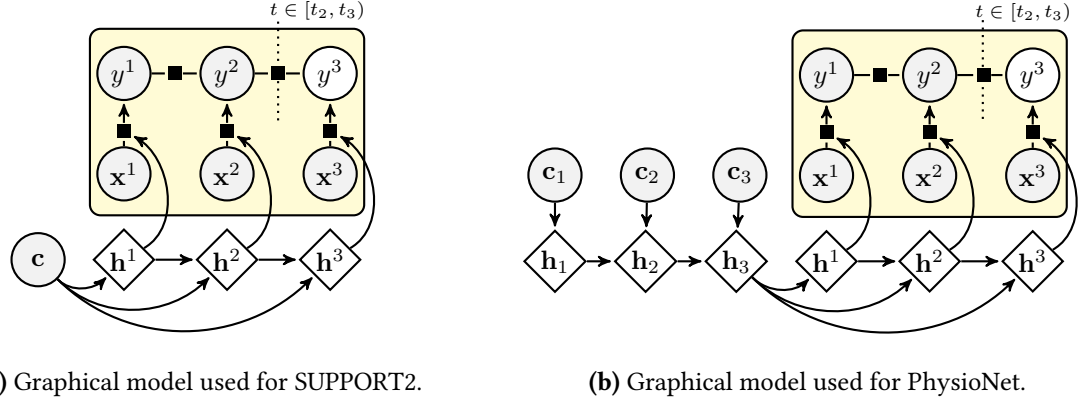 t ∈ [t₂, t₃)
y¹ y² y³
x¹ x² x³
c h¹ h² h³
) Graphical model used for SUPPORT2.
t ∈ [t₂, t₃)
y¹ y² y³
c₁ c₂ c₃ x¹ x² x³
h₁ h₂ h₃ h¹ h² h³
(b) Graphical model used for PhysioNet.